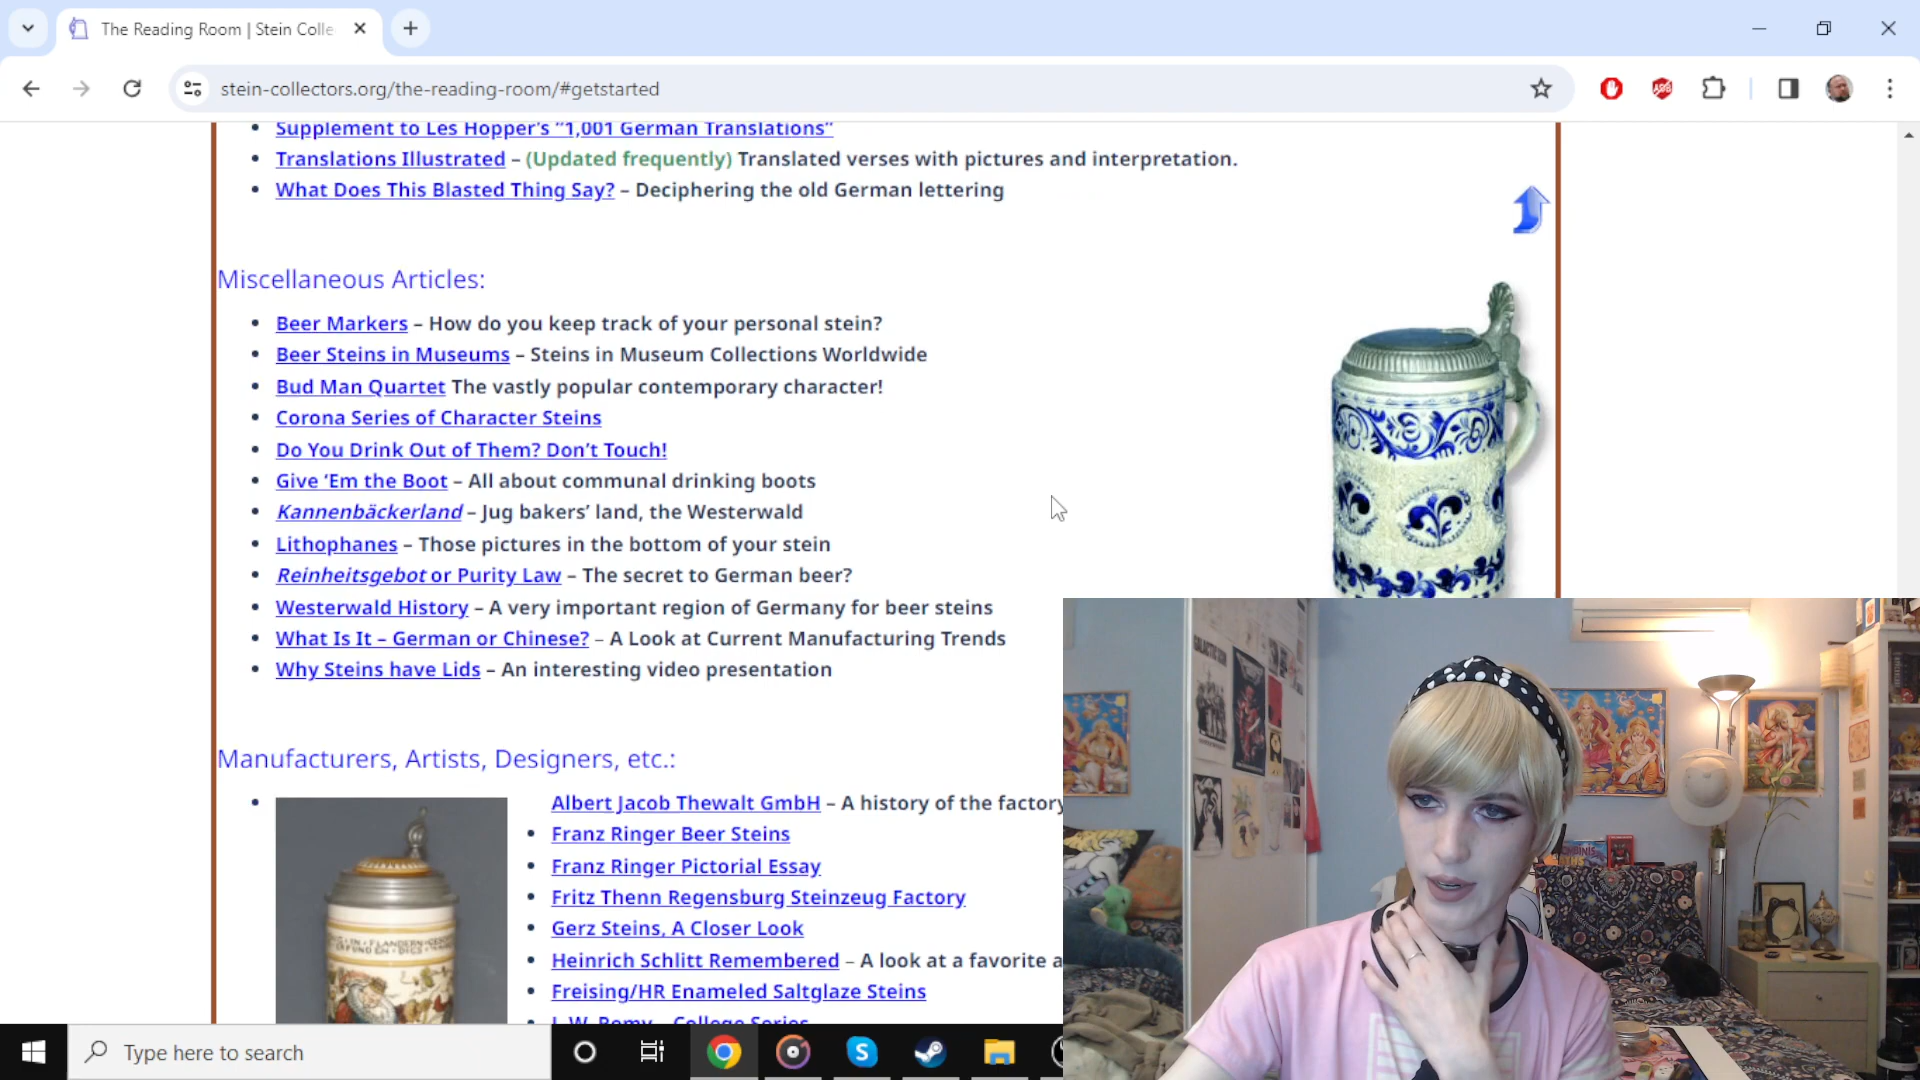 The Reading Room | Stein Colle
stein-collectors.org/the-reading-room/#getstarted
Supplement to Les Hopper's "1,001 German Translations"
Translations Illustrated – (Updated frequently) Translated verses with pictures and interpretation.
What Does This Blasted Thing Say? – Deciphering the old German lettering
Miscellaneous Articles:
Beer Markers – How do you keep track of your personal stein?
Beer Steins in Museums – Steins in Museum Collections Worldwide
Bud Man Quartet The vastly popular contemporary character!
Corona Series of Character Steins
Do You Drink Out of Them? Don't Touch!
Give 'Em the Boot – All about communal drinking boots
Kannenbäckerland – Jug bakers' land, the Westerwald
Lithophanes – Those pictures in the bottom of your stein
Reinheitsgebot or Purity Law – The secret to German beer?
Westerwald History – A very important region of Germany for beer steins
What Is It – German or Chinese? – A Look at Current Manufacturing Trends
Why Steins have Lids – An interesting video presentation
Manufacturers, Artists, Designers, etc.:
Albert Jacob Thewalt GmbH – A history of the factory
Franz Ringer Beer Steins
Franz Ringer Pictorial Essay
Fritz Thenn Regensburg Steinzeug Factory
Gerz Steins, A Closer Look
Heinrich Schlitt Remembered – A look at a favorite a
Freising/HR Enameled Saltglaze Steins
L.W. Remy – College Series
Type here to search